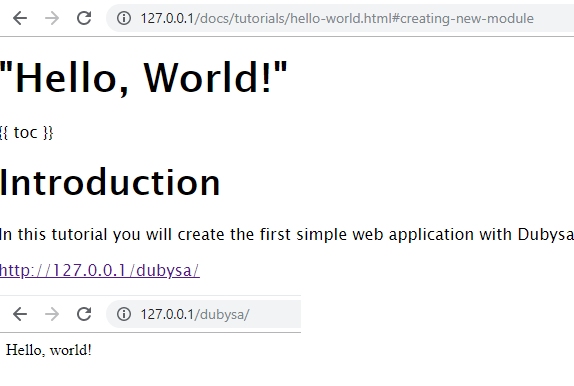 127.0.0.1/docs/tutorials/hello-world.html#creating-new-module
"Hello, World!"
{{ toc }}
Introduction
In this tutorial you will create the first simple web application with Dubysa
http://127.0.0.1/dubysa/
127.0.0.1/dubysa/
Hello, world!